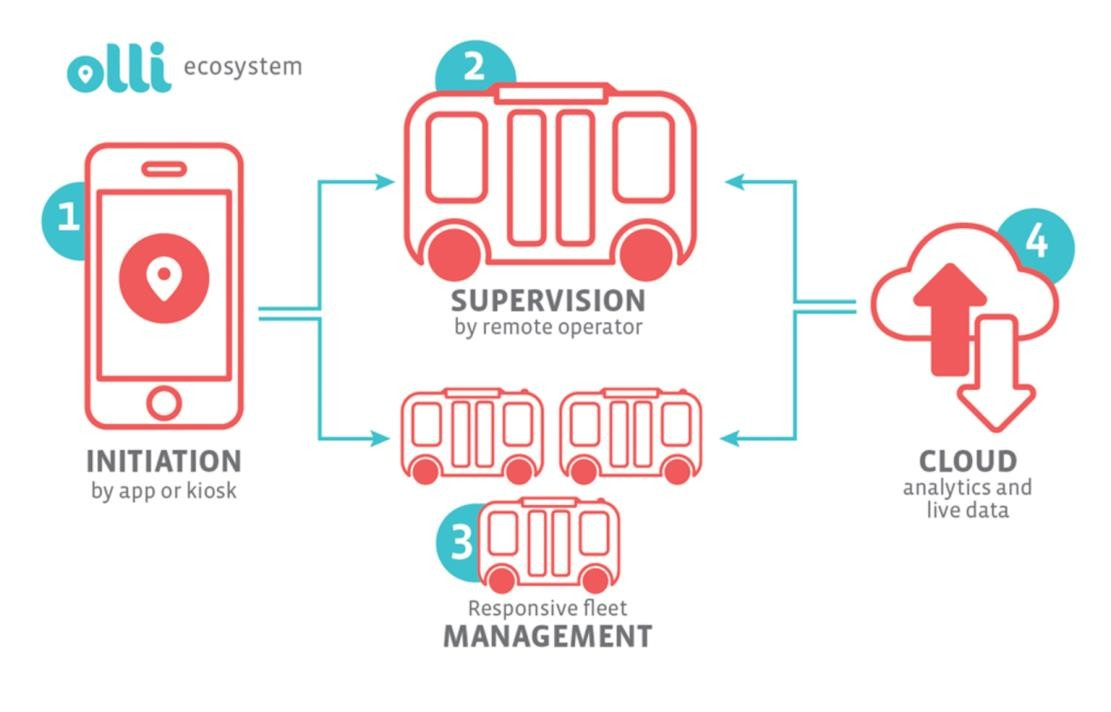 olli ecosystem
1
INITIATION
by app or kiosk
2
SUPERVISION
by remote operator
3
Responsive fleet
MANAGEMENT
4
CLOUD
analytics and
live data